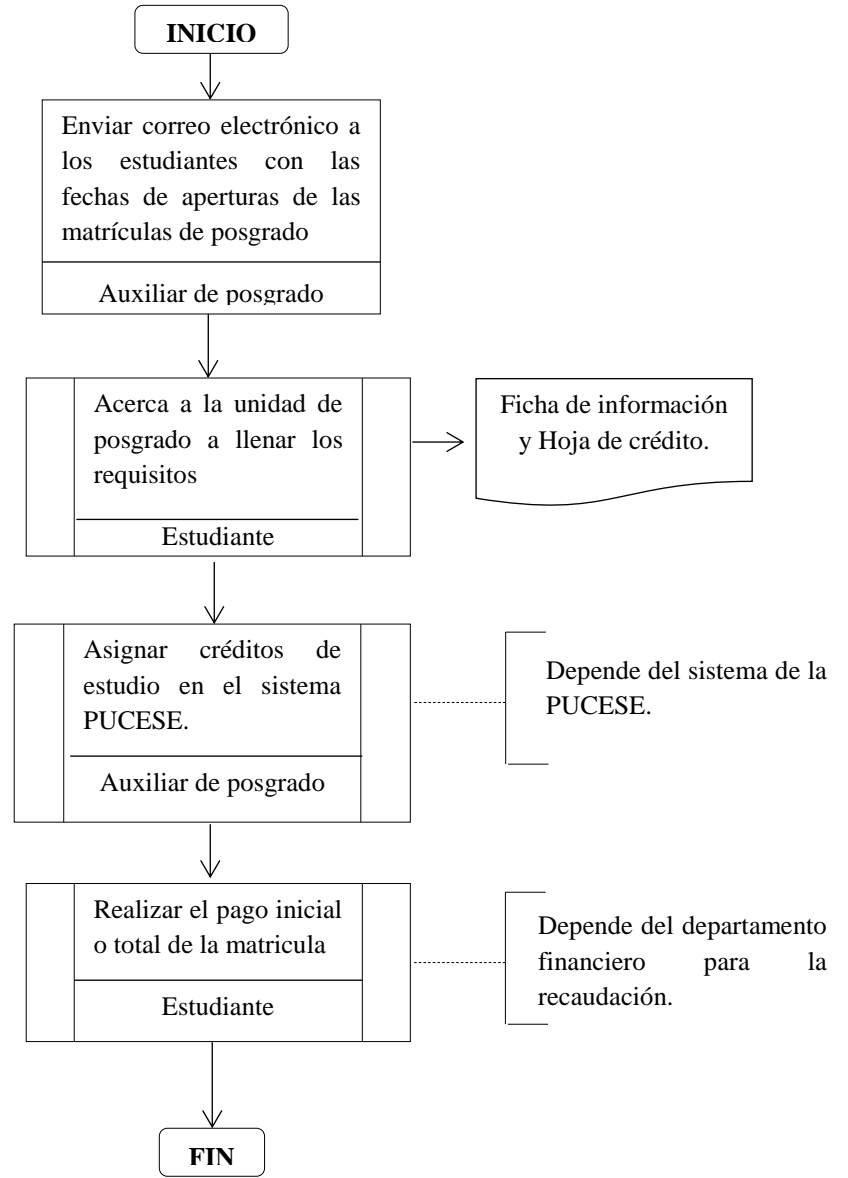 INICIO
Enviar correo electrónico a
los estudiantes con las
fechas de aperturas de las
matrículas de posgrado
Auxiliar de posgrado
Acerca a la unidad de
posgrado a llenar los
requisitos
Estudiante
Ficha de información
y Hoja de crédito.
Asignar créditos de
estudio en el sistema
PUCESE.
Auxiliar de posgrado
Depende del sistema de la
PUCESE.
Realizar el pago inicial
o total de la matricula
Estudiante
Depende del departamento
financiero para la
recaudación.
FIN